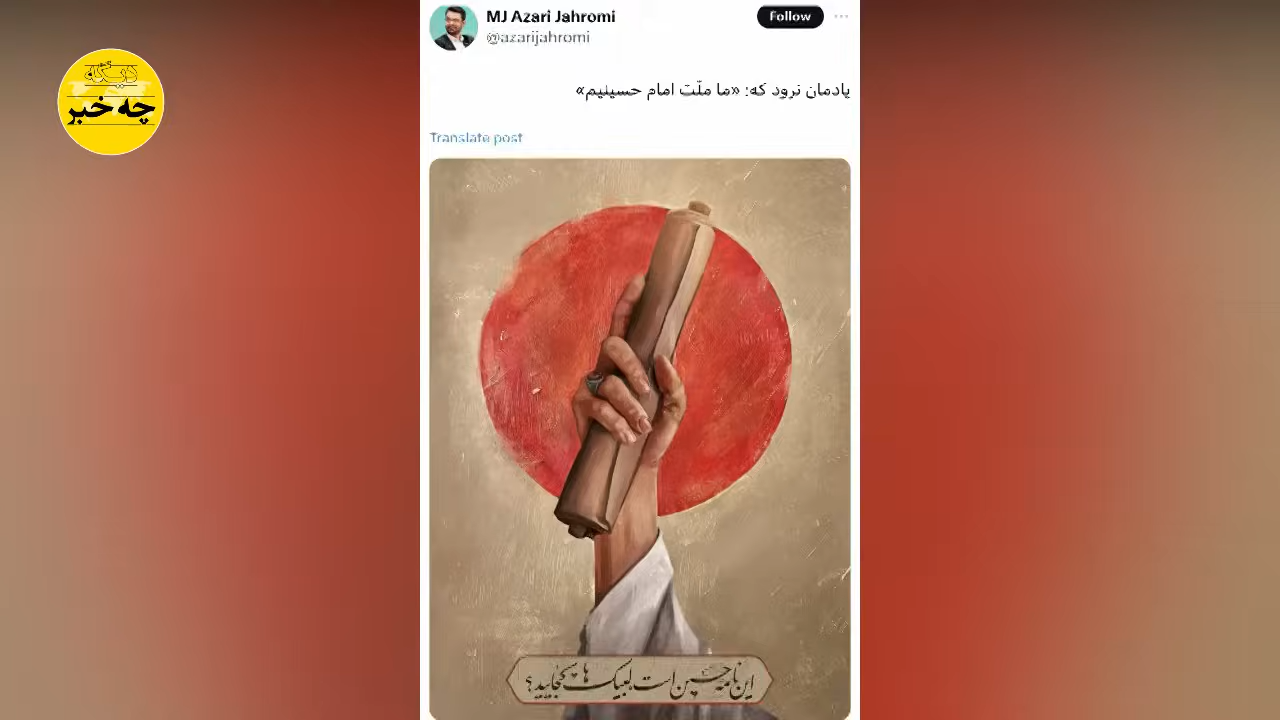 دیگه
چه خبر
MJ Azari Jahromi
@azarijahromi
Follow
یادمان نرود که: «ما ملّت امام حسینیم»
Translate post
این نامه حسین است، لبیک‌ها کجایید؟